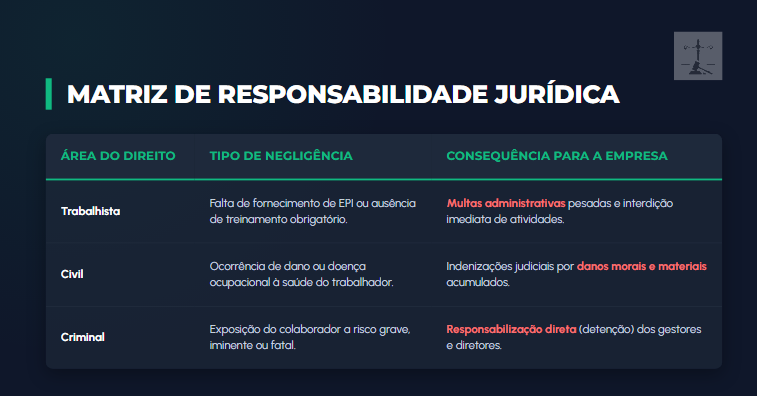 MATRIZ DE RESPONSABILIDADE JURÍDICA
ÁREA DO DIREITO TIPO DE NEGLIGÊNCIA CONSEQUÊNCIA PARA A EMPRESA
Trabalhista
Falta de fornecimento de EPI ou ausência
de treinamento obrigatório.
Multas administrativas pesadas e interdição
imediata de atividades.
Civil
Ocorrência de dano ou doença
ocupacional à saúde do trabalhador.
Indenizações judiciais por danos morais e materiais
acumulados.
Criminal
Exposição do colaborador a risco grave,
iminente ou fatal.
Responsabilização direta (detenção) dos gestores
e diretores.